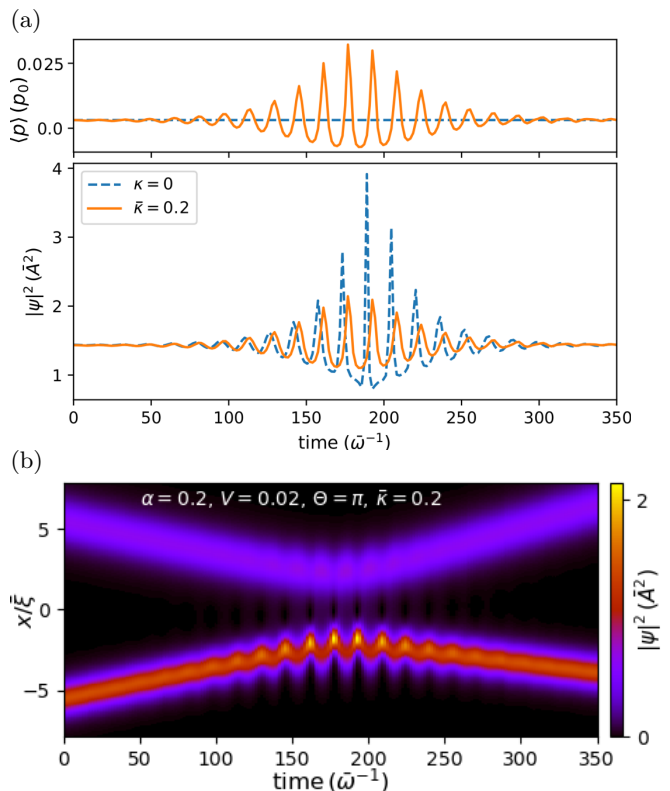 (a)
⟨p⟩ (p₀)
0.025
0.0
|ψ|² (Ā²)
4
3
2
1
κ = 0
κ̄ = 0.2
0 50 100 150 200 250 300 350
time (ω̄⁻¹)
(b)
α = 0.2, V = 0.02, Θ = π, κ̄ = 0.2
x/ξ̄
5
0
−5
0 50 100 150 200 250 300 350
time (ω̄⁻¹)
2
0
|ψ|² (Ā²)